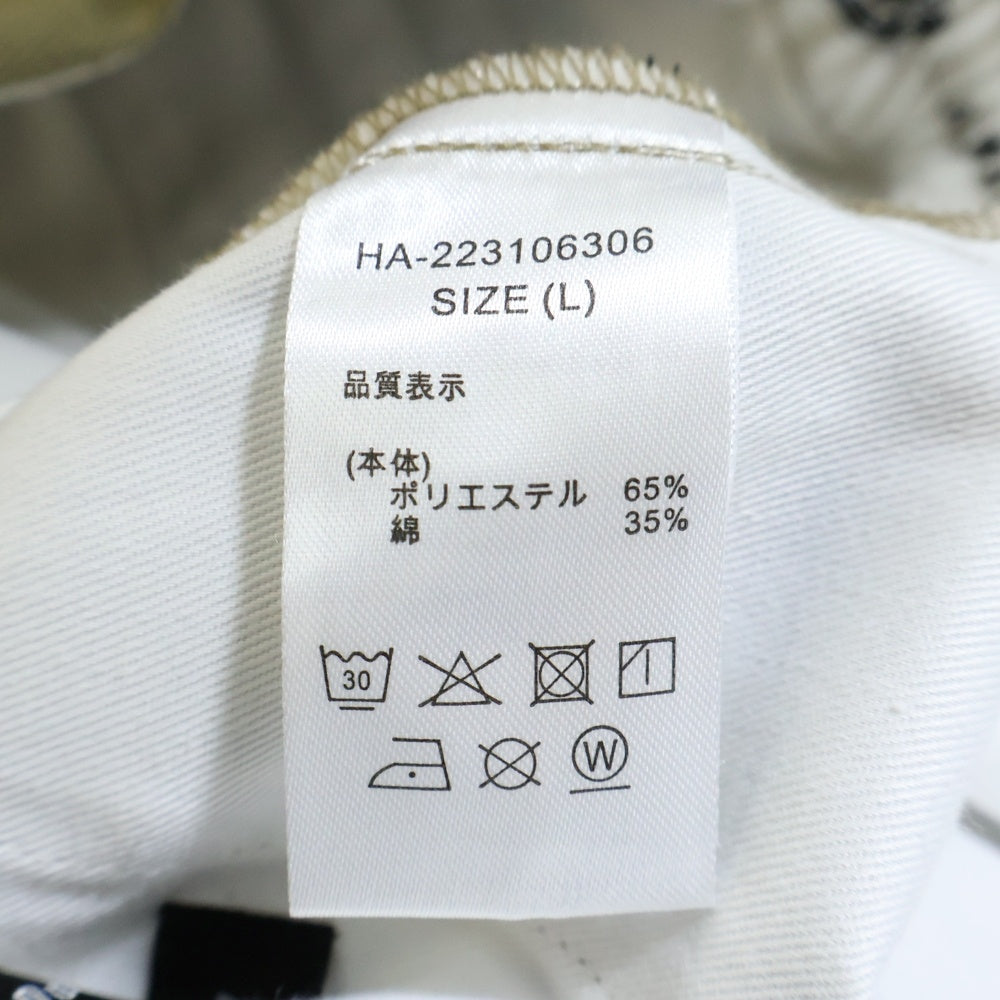 HA-223106306
SIZE (L)
品質表示
(本体)
ポリエステル 65%
綿 35%
30
W